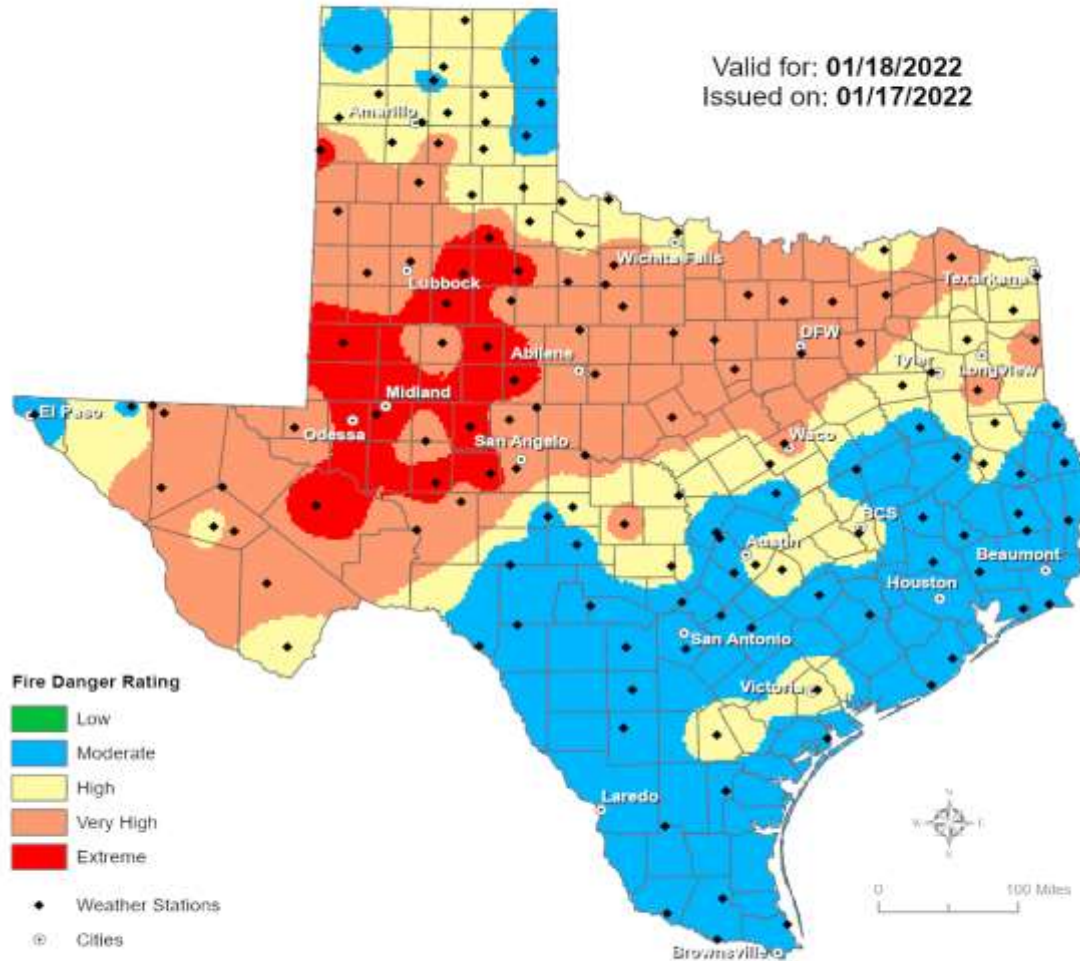 Valid for: 01/18/2022
Issued on: 01/17/2022
Amarillo
Wichita Falls
Texarkana
Lubbock
DFW
Abilene
Tyler
Longview
Midland
El Paso
Odessa
San Angelo
Waco
BCS
Austin
Beaumont
Houston
San Antonio
Fire Danger Rating
Victoria
Low
Moderate
High
Laredo
N
W
E
S
Very High
Extreme
0 100 Miles
Weather Stations
Cities
Brownsville